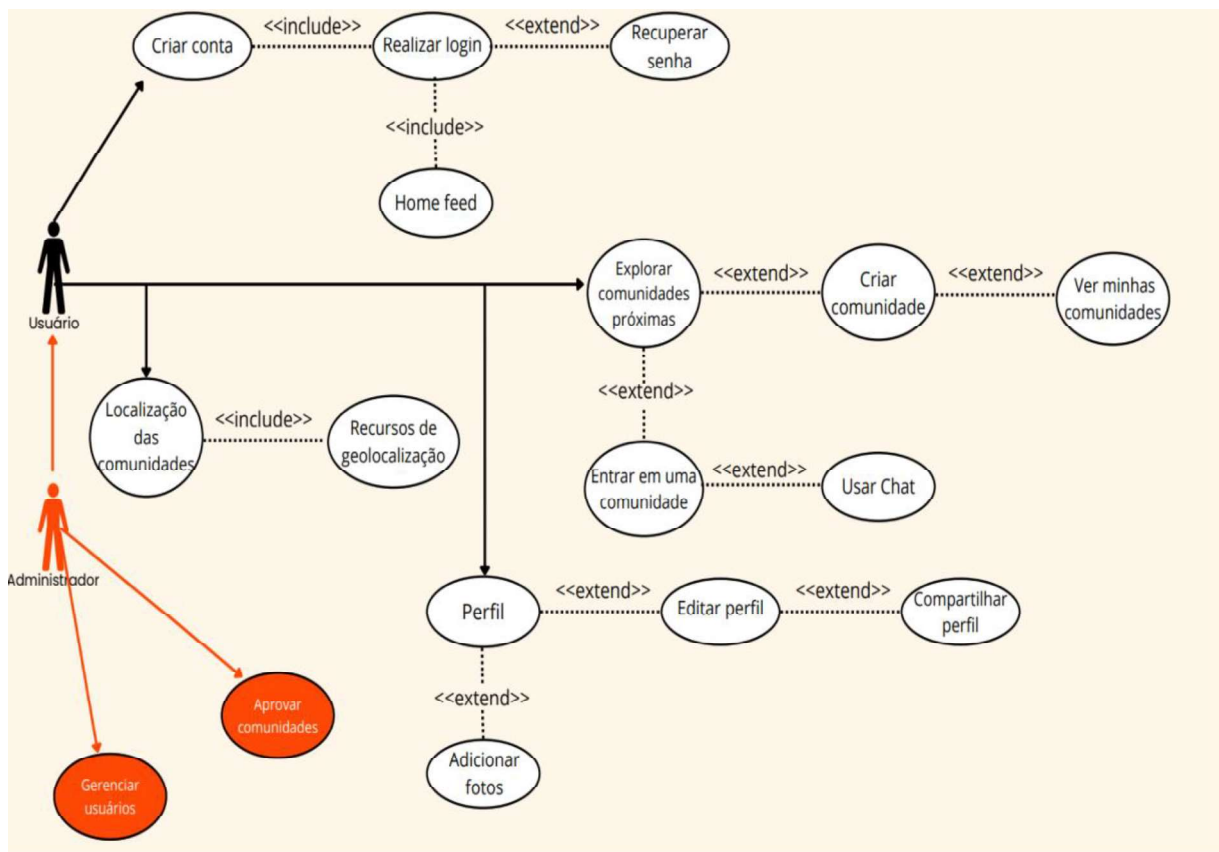 Criar conta
<<include>>
Realizar login
<<extend>>
Recuperar
senha
<<include>>
Home feed
Usuário
Explorar
comunidades
próximas
<<extend>>
Criar
comunidade
<<extend>>
Ver minhas
comunidades
<<extend>>
Localização
das
comunidades
<<include>>
Recursos de
geolocalização
Entrar em uma
comunidade
<<extend>>
Usar Chat
Administrador
Perfil
<<extend>>
Editar perfil
<<extend>>
Compartilhar
perfil
<<extend>>
Adicionar
fotos
Aprovar
comunidades
Gerenciar
usuários